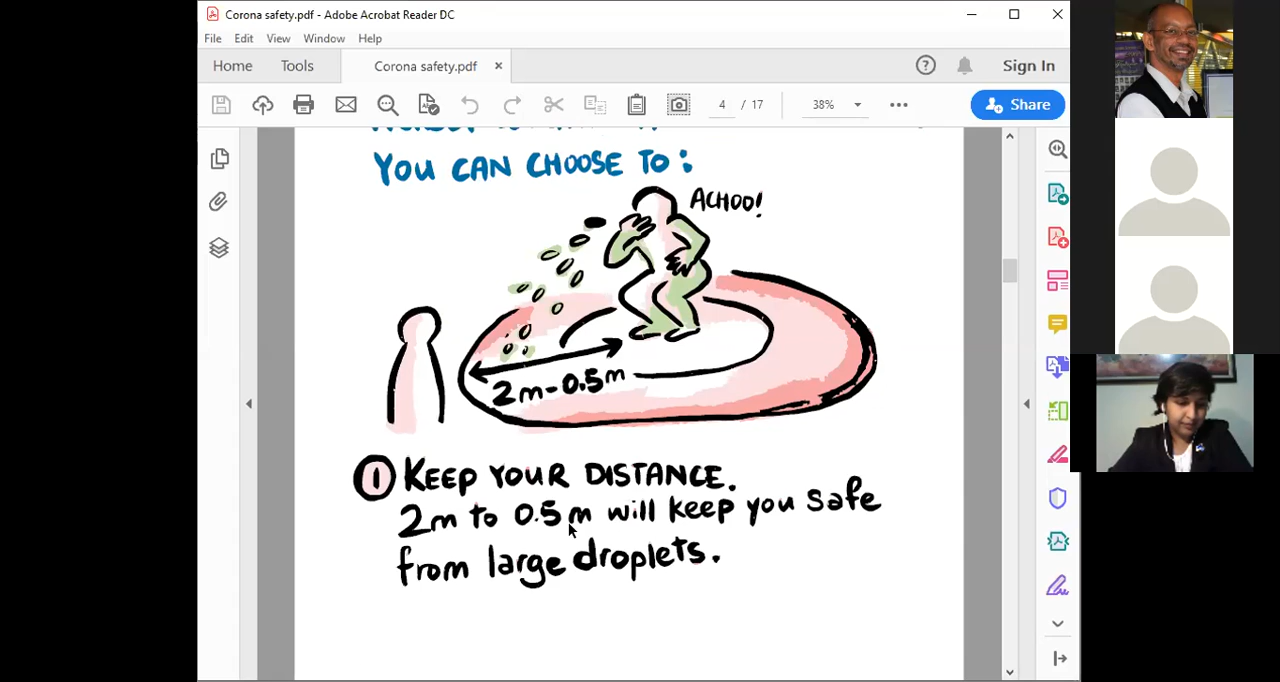 Corona safety.pdf - Adobe Acrobat Reader DC
File Edit View Window Help
Home Tools Corona safety.pdf × Sign In
4 / 17 38% Share
YOU CAN CHOOSE TO:
ACHOO!
2m-0.5m
1 KEEP YOUR DISTANCE.
2m to 0.5m will keep you safe
from large droplets.